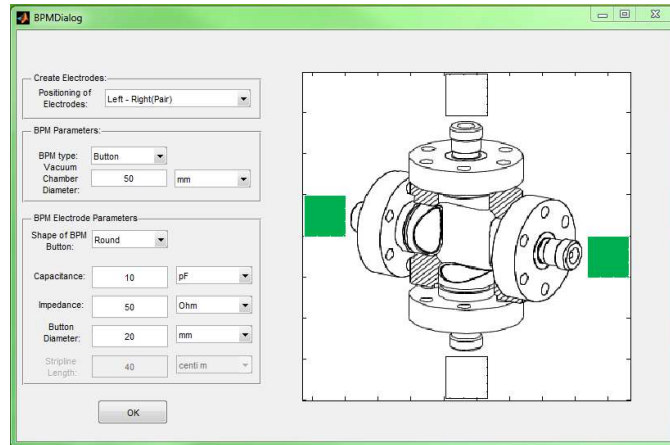 BPMDialog
Create Electrodes:
Positioning of
Electrodes:
Left - Right(Pair)
BPM Parameters:
BPM type:
Button
Vacuum
Chamber
Diameter:
50
mm
BPM Electrode Parameters
Shape of BPM
Button:
Round
Capacitance:
10
pF
Impedance:
50
Ohm
Button
Diameter:
20
mm
Stripline
Length:
40
centi m
OK